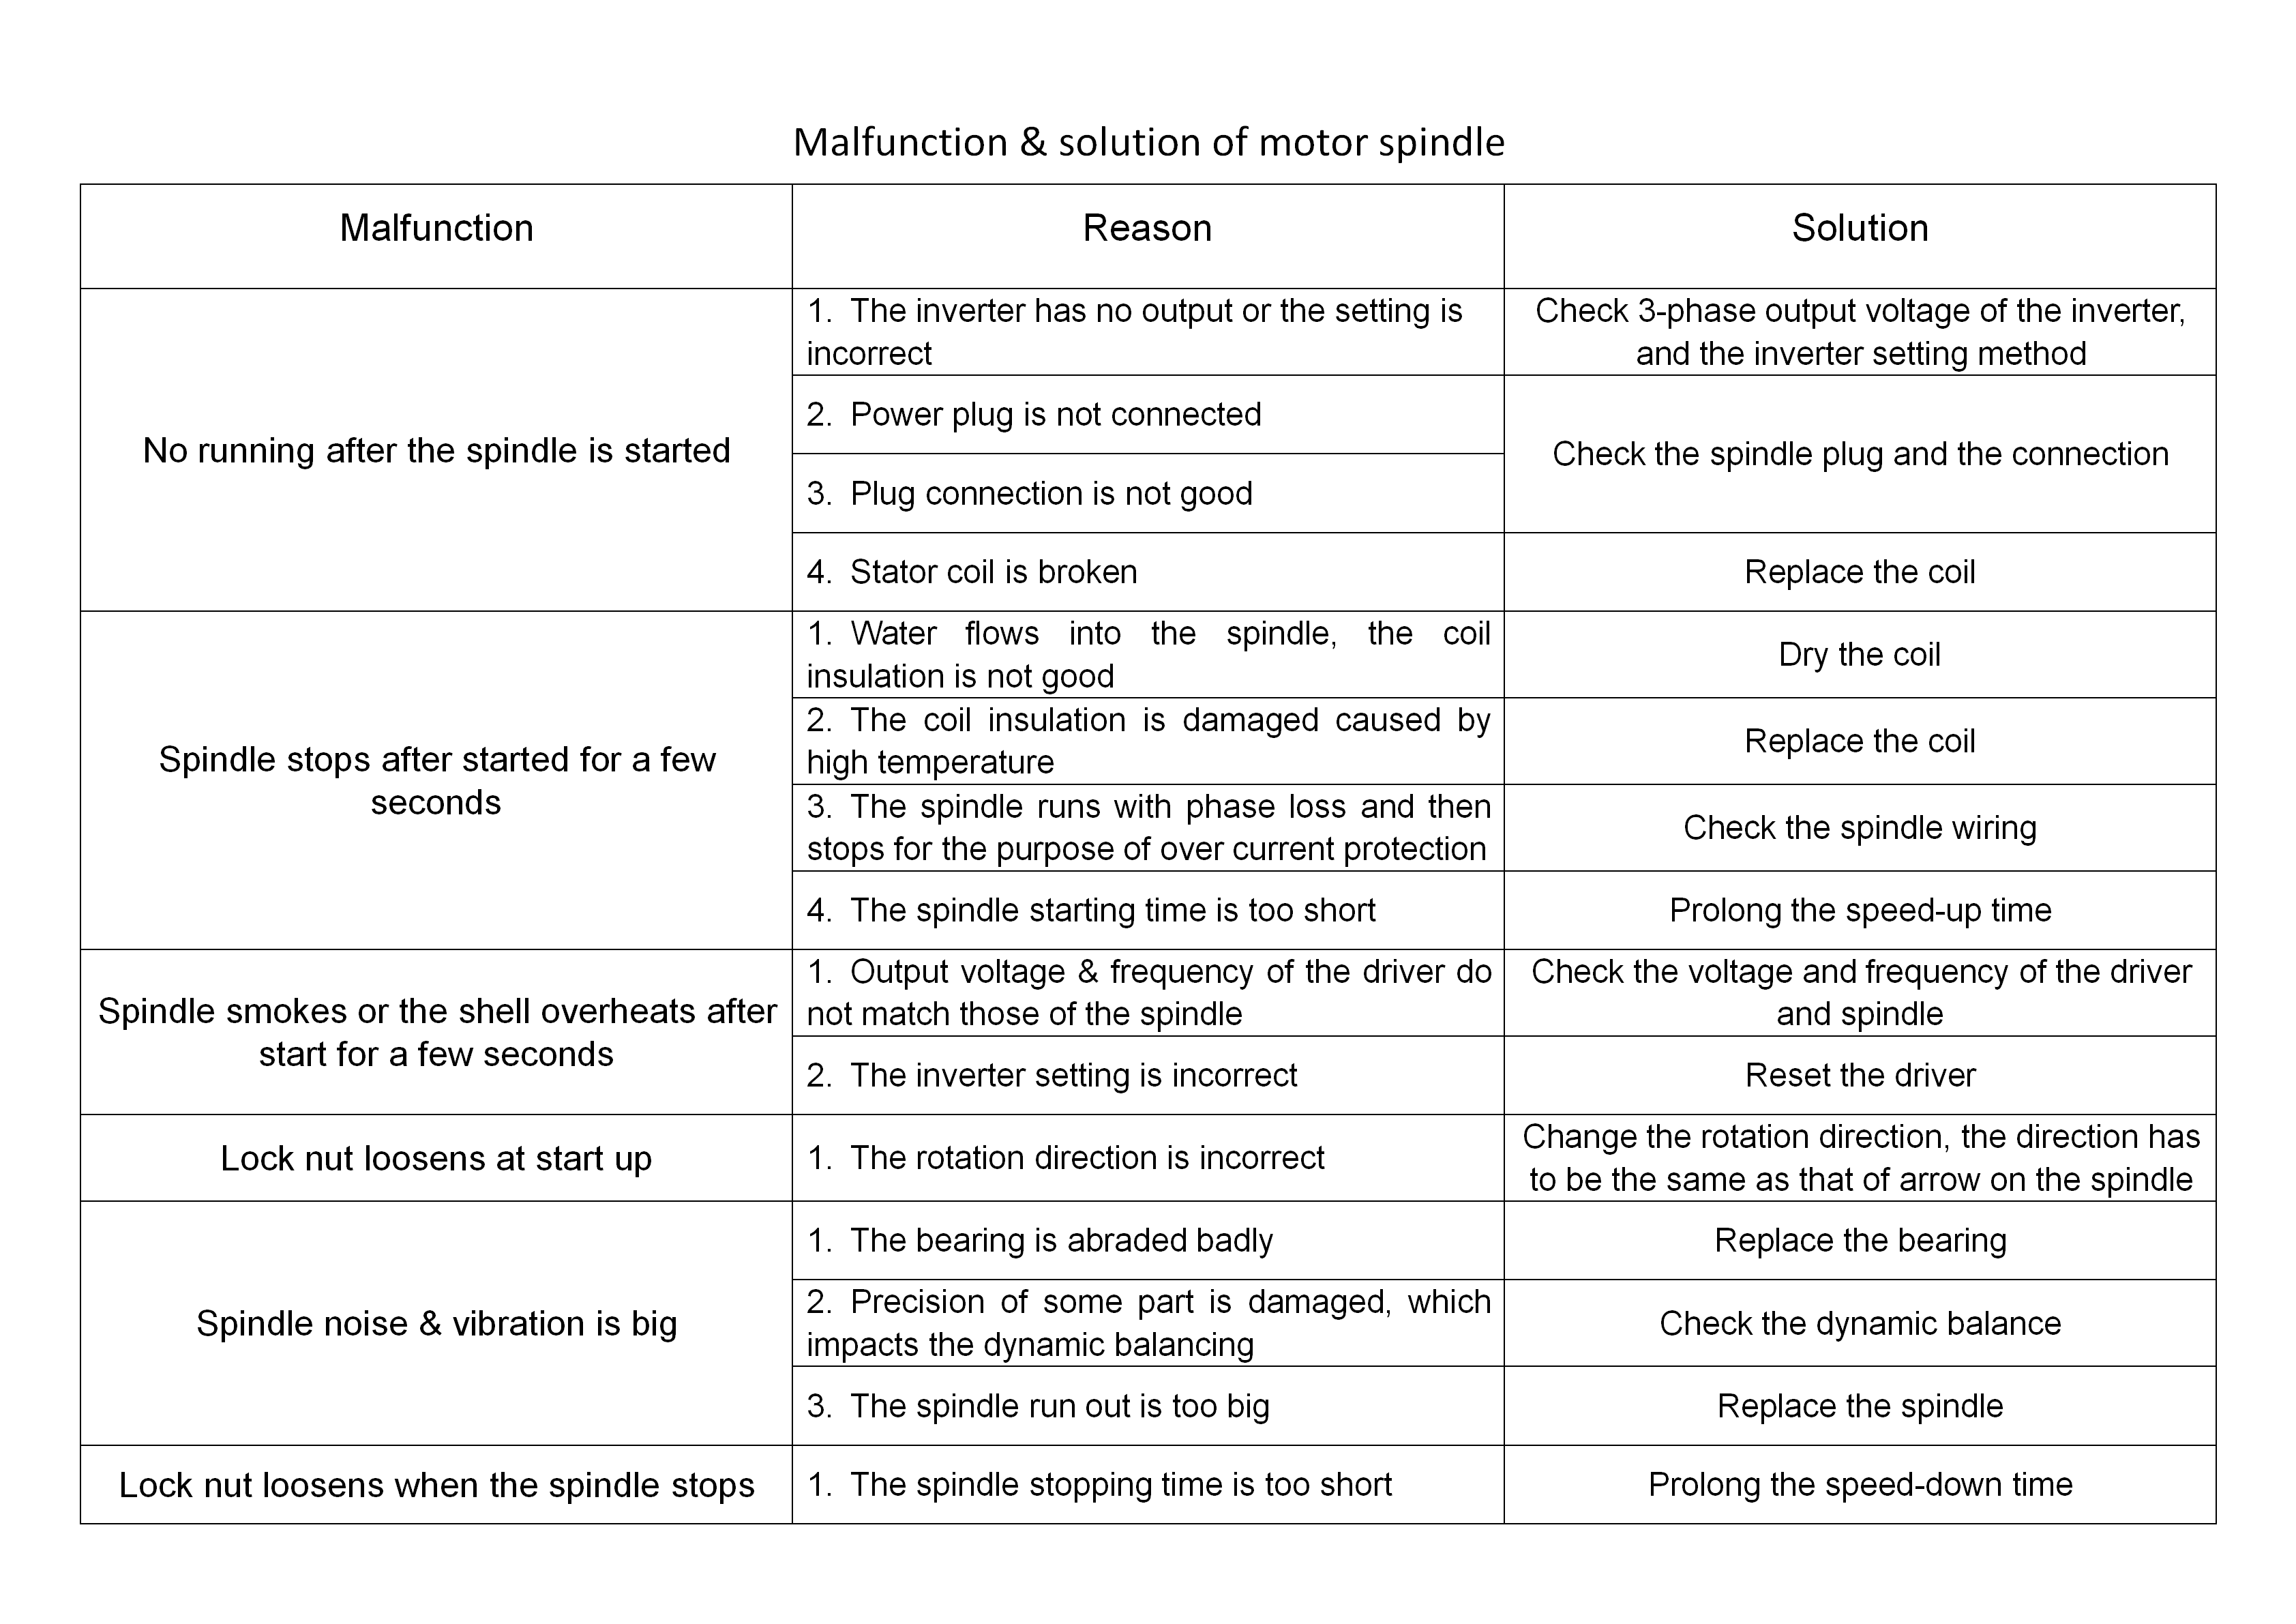 Malfunction & solution of motor spindle
Malfunction
Reason
Solution
No running after the spindle is started
1. The inverter has no output or the setting is
incorrect
Check 3-phase output voltage of the inverter,
and the inverter setting method
2. Power plug is not connected
Check the spindle plug and the connection
3. Plug connection is not good
4. Stator coil is broken
Replace the coil
Spindle stops after started for a few
seconds
1. Water flows into the spindle, the coil
insulation is not good
Dry the coil
2. The coil insulation is damaged caused by
high temperature
Replace the coil
3. The spindle runs with phase loss and then
stops for the purpose of over current protection
Check the spindle wiring
4. The spindle starting time is too short
Prolong the speed-up time
Spindle smokes or the shell overheats after
start for a few seconds
1. Output voltage & frequency of the driver do
not match those of the spindle
Check the voltage and frequency of the driver
and spindle
2. The inverter setting is incorrect
Reset the driver
Lock nut loosens at start up
1. The rotation direction is incorrect
Change the rotation direction, the direction has
to be the same as that of arrow on the spindle
Spindle noise & vibration is big
1. The bearing is abraded badly
Replace the bearing
2. Precision of some part is damaged, which
impacts the dynamic balancing
Check the dynamic balance
3. The spindle run out is too big
Replace the spindle
Lock nut loosens when the spindle stops
1. The spindle stopping time is too short
Prolong the speed-down time